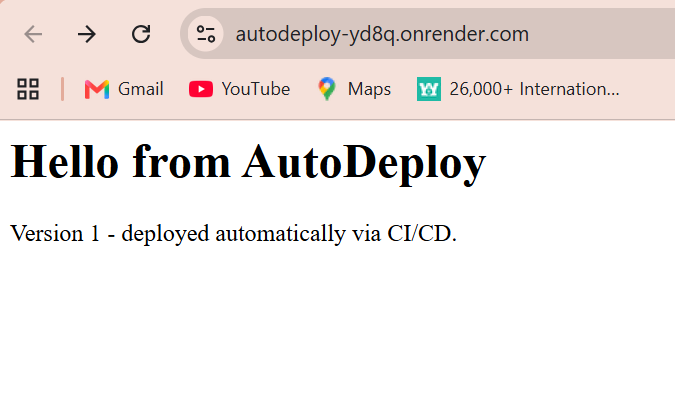 autodeploy-yd8q.onrender.com
Gmail YouTube Maps 26,000+ Internation...
Hello from AutoDeploy
Version 1 - deployed automatically via CI/CD.